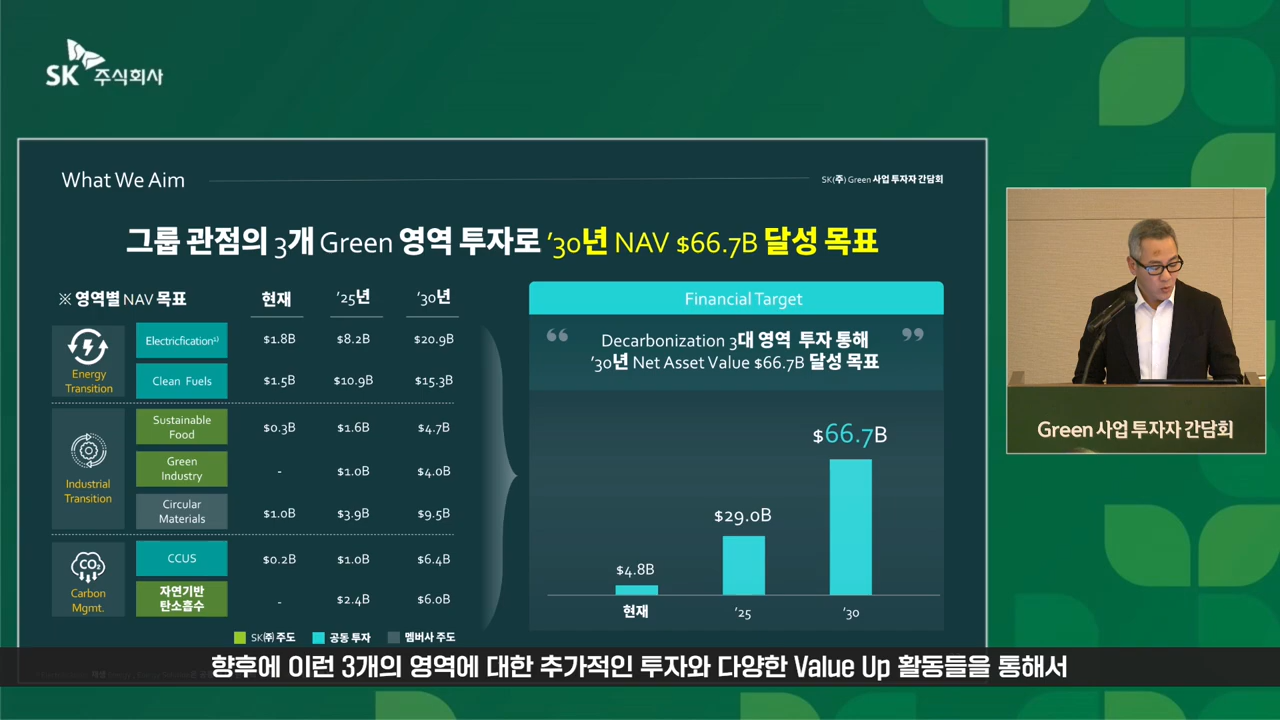 SK 주식회사
What We Aim
SK(주) Green 사업 투자자 간담회
그룹 관점의 3개 Green 영역 투자로 '30년 NAV $66.7B 달성 목표
※ 영역별 NAV 목표 현재 '25년 '30년
Energy Transition
Electricfication¹⁾ $1.8B $8.2B $20.9B
Clean Fuels $1.5B $10.9B $15.3B
Industrial Transition
Sustainable Food $0.3B $1.6B $4.7B
Green Industry - $1.0B $4.0B
Circular Materials $1.0B $3.9B $9.5B
CO₂
Carbon Mgmt.
CCUS $0.2B $1.0B $6.4B
자연기반 탄소흡수 - $2.4B $6.0B
SK㈜ 주도 공동 투자 멤버사 주도
Financial Target
“ Decarbonization 3대 영역 투자 통해 ”
'30년 Net Asset Value $66.7B 달성 목표
$4.8B $29.0B $66.7B
현재 '25 '30
Green 사업 투자자 간담회
향후에 이런 3개의 영역에 대한 추가적인 투자와 다양한 Value Up 활동들을 통해서